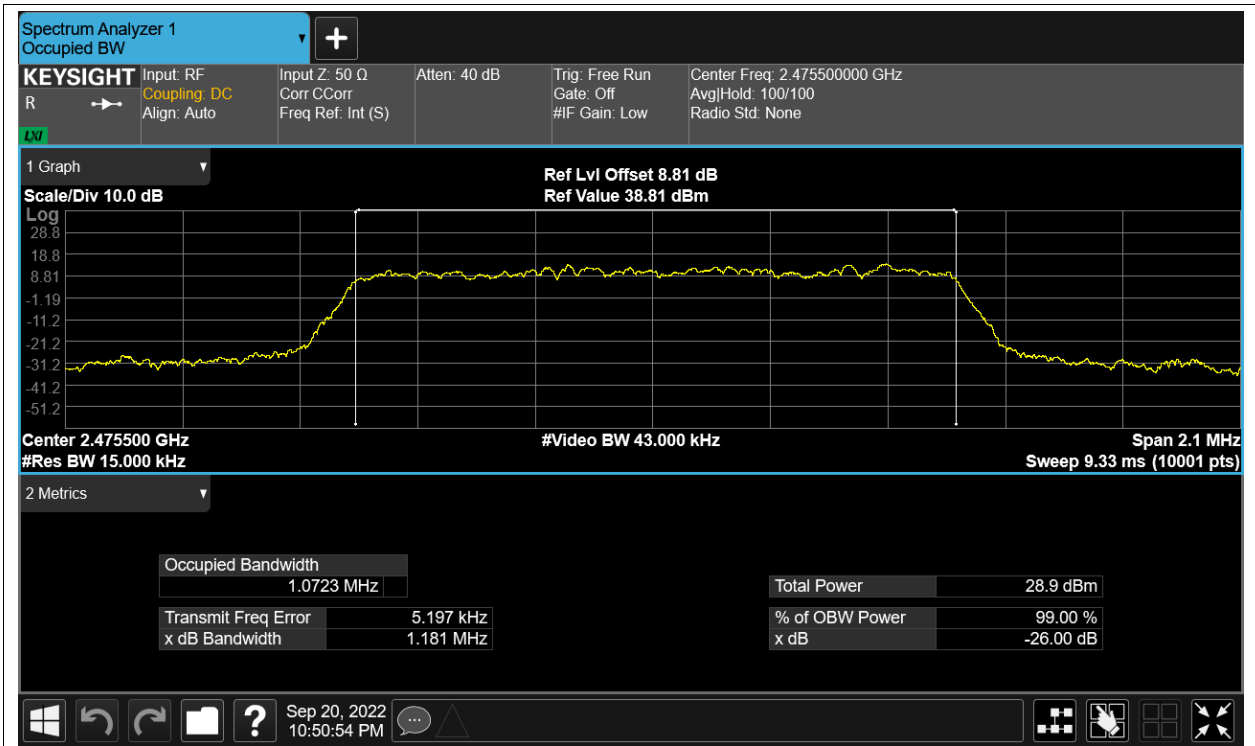 Spectrum Analyzer 1
Occupied BW
KEYSIGHT Input: RF Input Z: 50 Ω Atten: 40 dB Trig: Free Run Center Freq: 2.475500000 GHz
R Coupling: DC Corr CCorr Gate: Off Avg|Hold: 100/100
Align: Auto Freq Ref: Int (S) #IF Gain: Low Radio Std: None
LXI
1 Graph
Ref Lvl Offset 8.81 dB
Scale/Div 10.0 dB Ref Value 38.81 dBm
Log
28.8
18.8
8.81
-1.19
-11.2
-21.2
-31.2
-41.2
-51.2
Center 2.475500 GHz #Video BW 43.000 kHz Span 2.1 MHz
#Res BW 15.000 kHz Sweep 9.33 ms (10001 pts)
2 Metrics
Occupied Bandwidth
1.0723 MHz Total Power 28.9 dBm
Transmit Freq Error 5.197 kHz % of OBW Power 99.00 %
x dB Bandwidth 1.181 MHz x dB -26.00 dB
? Sep 20, 2022
10:50:54 PM